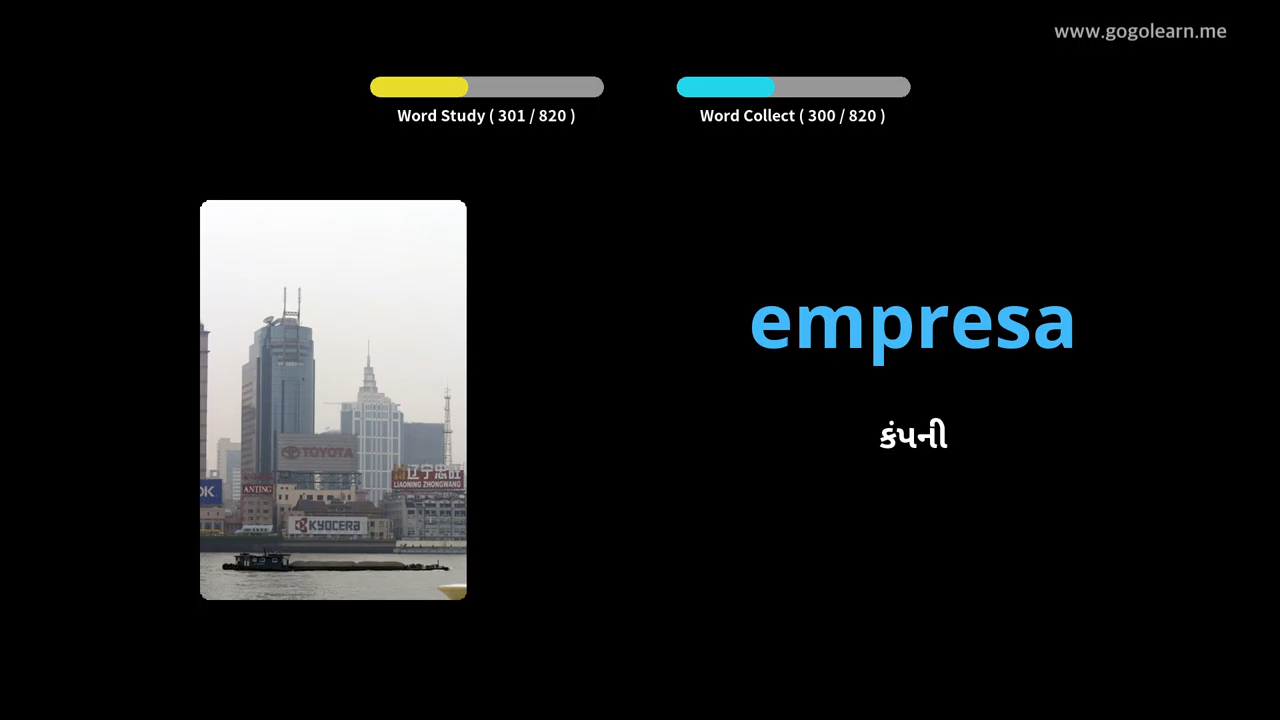 www.gogolearn.me
Word Study ( 301 / 820 )
Word Collect ( 300 / 820 )
empresa
કંપની
TOYOTA
辽宁忠旺
LIAONING ZHONGWANG
OK
ANTING
KYOCERA